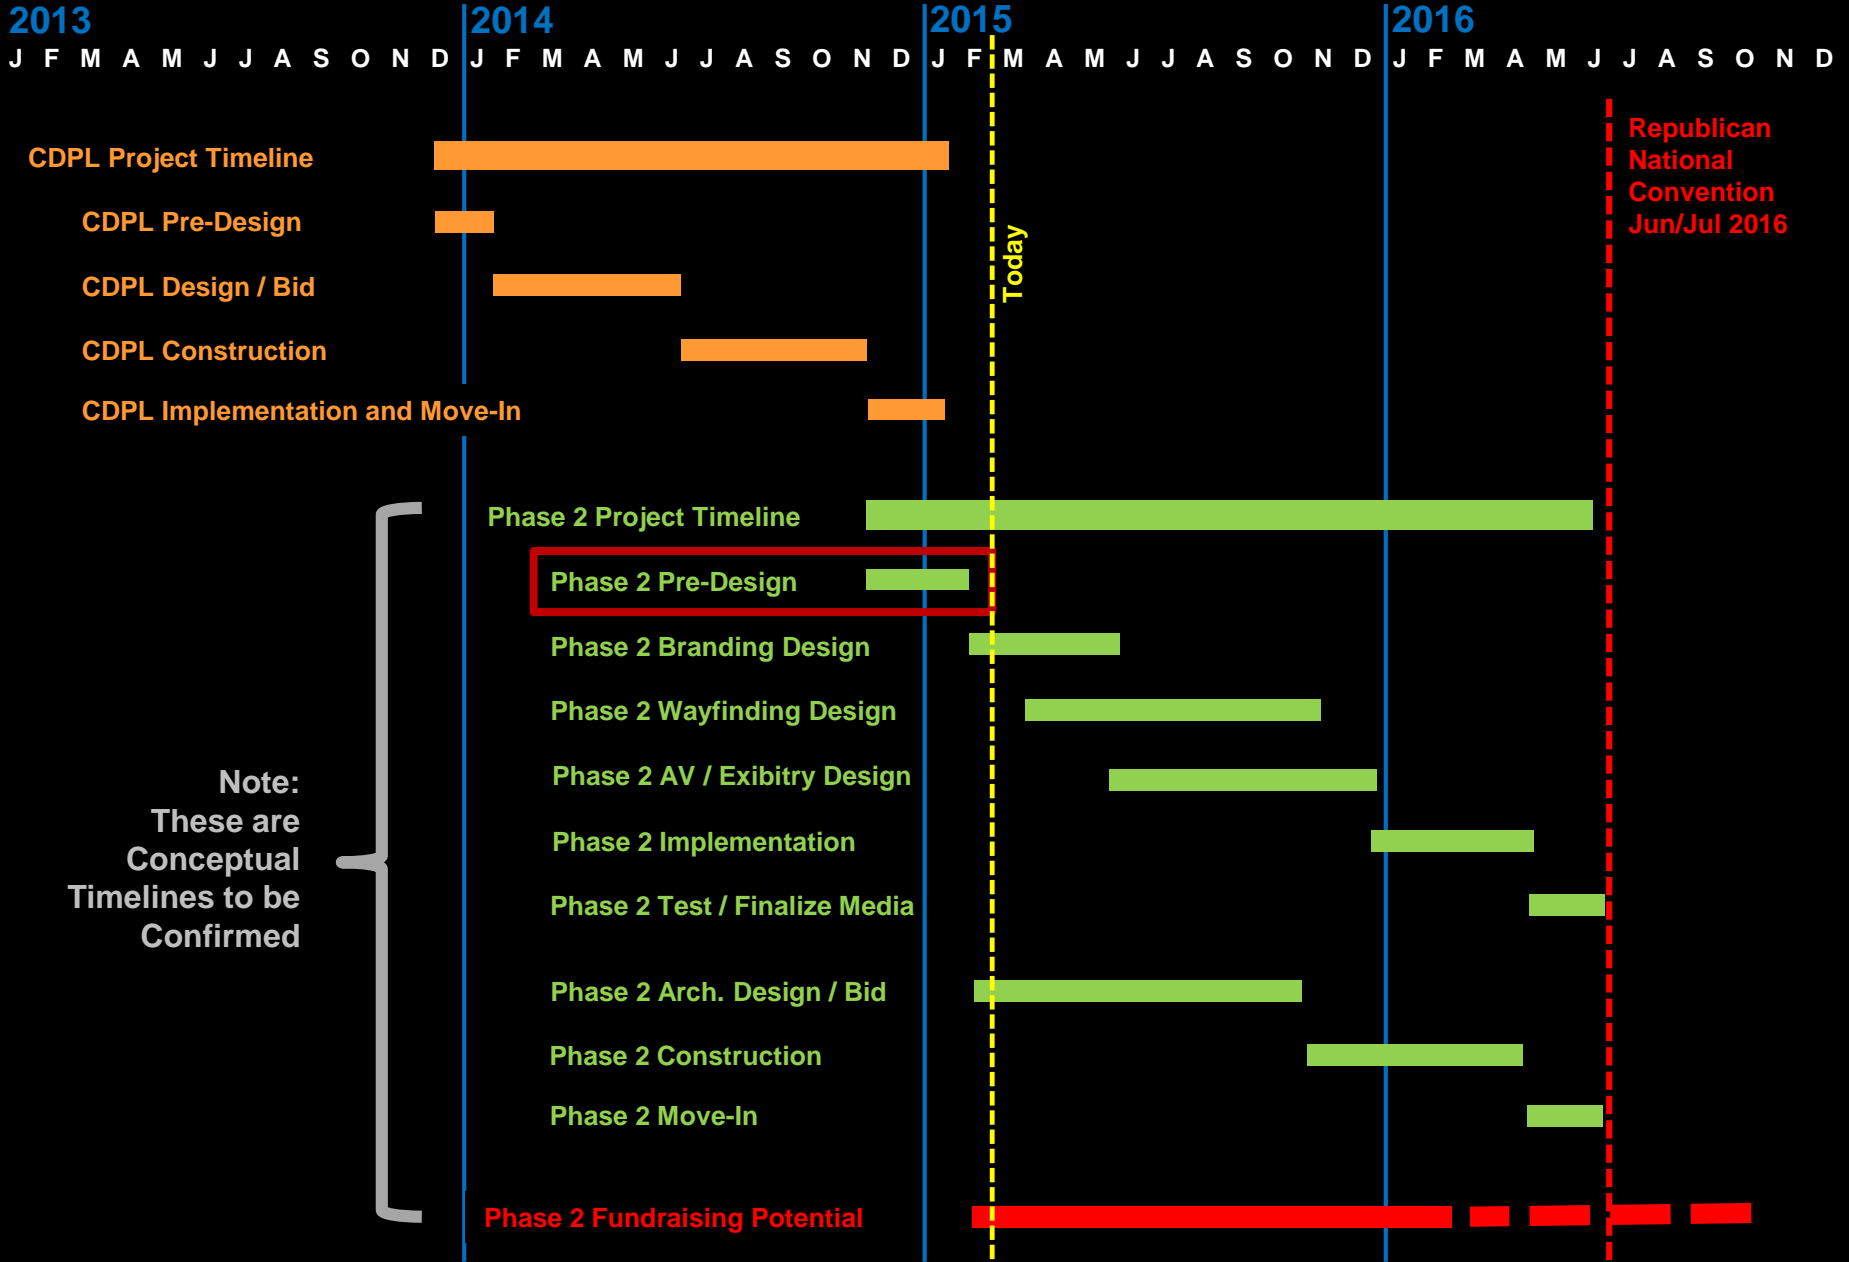 2013 2014 2015 2016
J F M A M J J A S O N D J F M A M J J A S O N D J F M A M J J A S O N D J F M A M J J A S O N D
Republican
National
Convention
Jun/Jul 2016
CDPL Project Timeline
CDPL Pre-Design
Today
CDPL Design / Bid
CDPL Construction
CDPL Implementation and Move-In
Phase 2 Project Timeline
Phase 2 Pre-Design
Phase 2 Branding Design
Phase 2 Wayfinding Design
Phase 2 AV / Exibitry Design
Phase 2 Implementation
Phase 2 Test / Finalize Media
Note:
These are
Conceptual
Timelines to be
Confirmed
Phase 2 Arch. Design / Bid
Phase 2 Construction
Phase 2 Move-In
Phase 2 Fundraising Potential